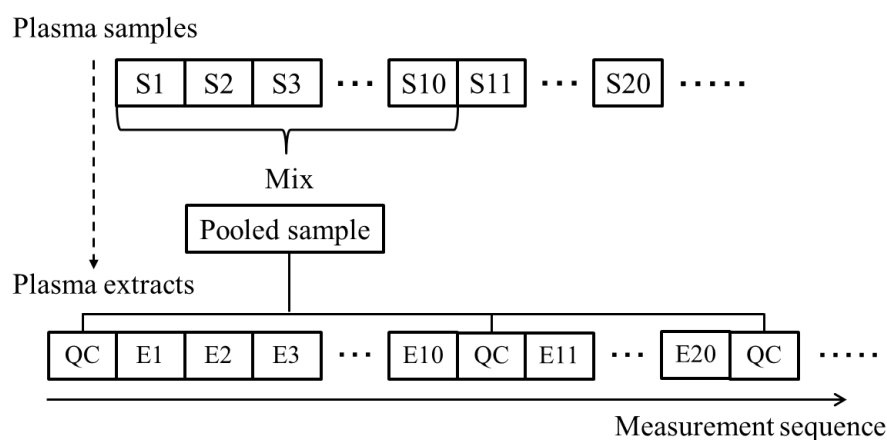 Plasma samples
S1 S2 S3 ··· S10 S11 ··· S20 ·····
Mix
Pooled sample
Plasma extracts
QC E1 E2 E3 ··· E10 QC E11 ··· E20 QC ·····
Measurement sequence